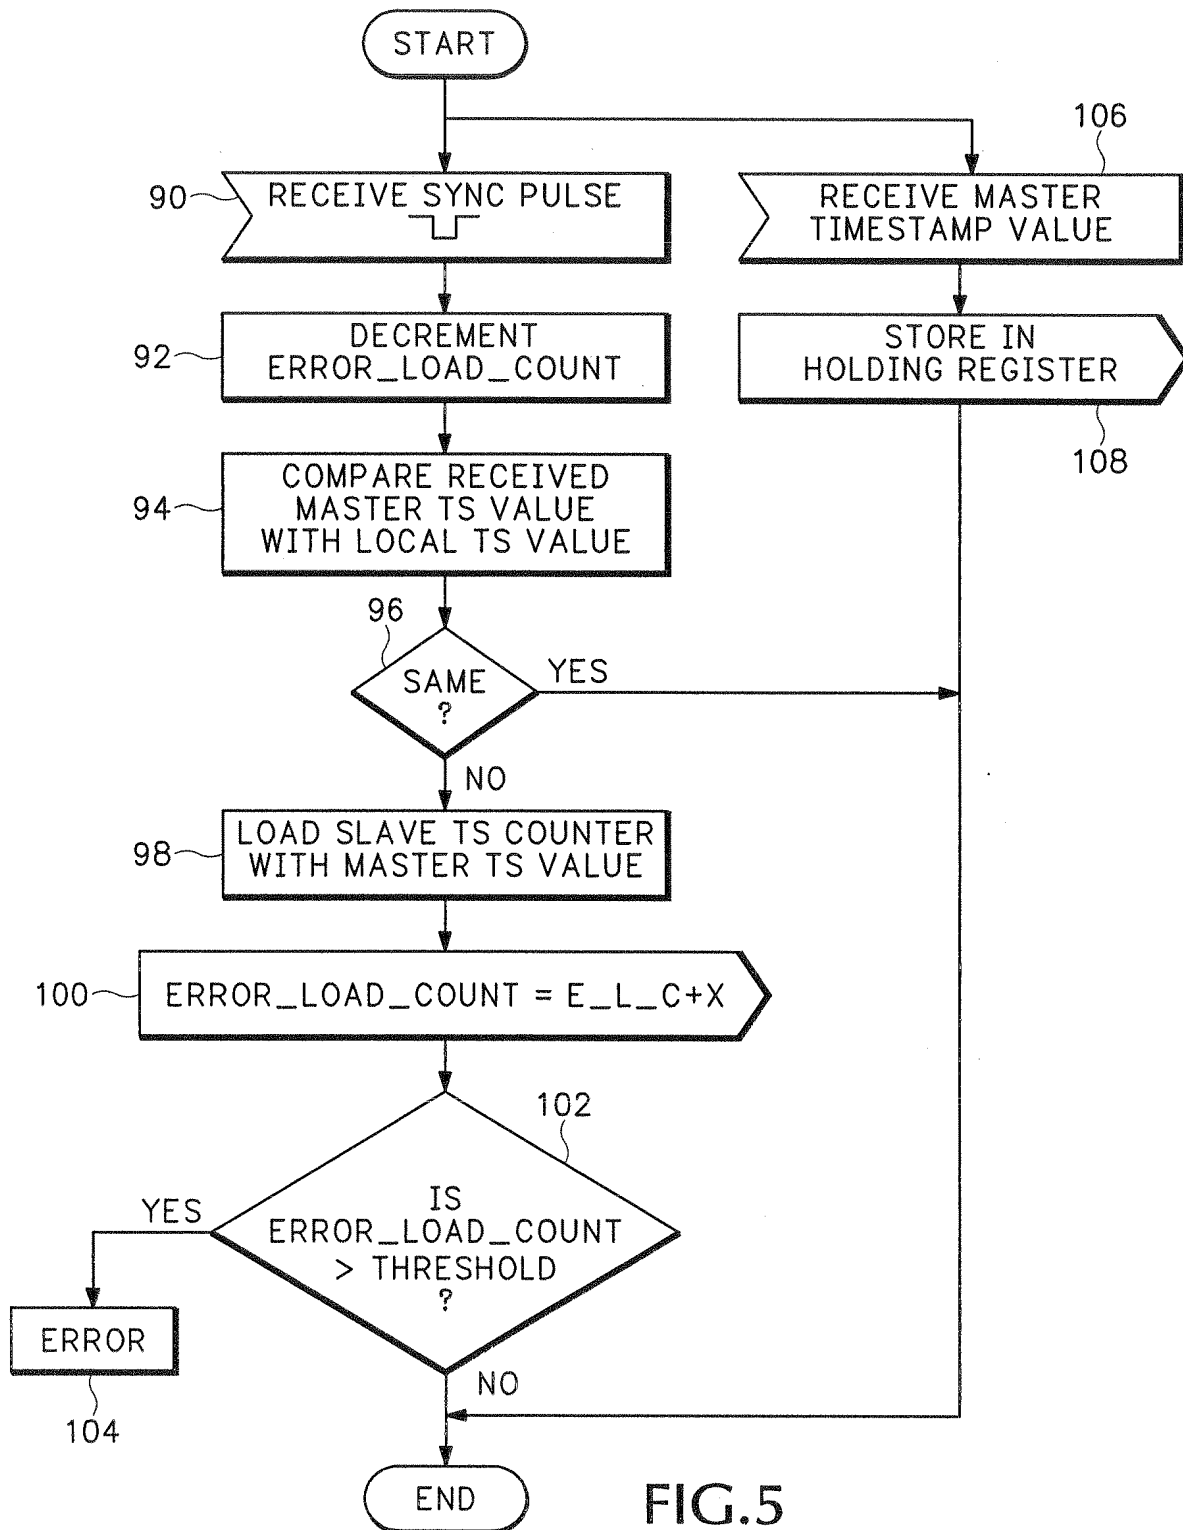 START
106
90
RECEIVE SYNC PULSE
RECEIVE MASTER
TIMESTAMP VALUE
92
DECREMENT
ERROR_LOAD_COUNT
STORE IN
HOLDING REGISTER
108
94
COMPARE RECEIVED
MASTER TS VALUE
WITH LOCAL TS VALUE
96
SAME
?
YES
NO
98
LOAD SLAVE TS COUNTER
WITH MASTER TS VALUE
100
ERROR_LOAD_COUNT = E_L_C+X
102
IS
ERROR_LOAD_COUNT
> THRESHOLD
?
YES
ERROR
104
NO
END
FIG.5